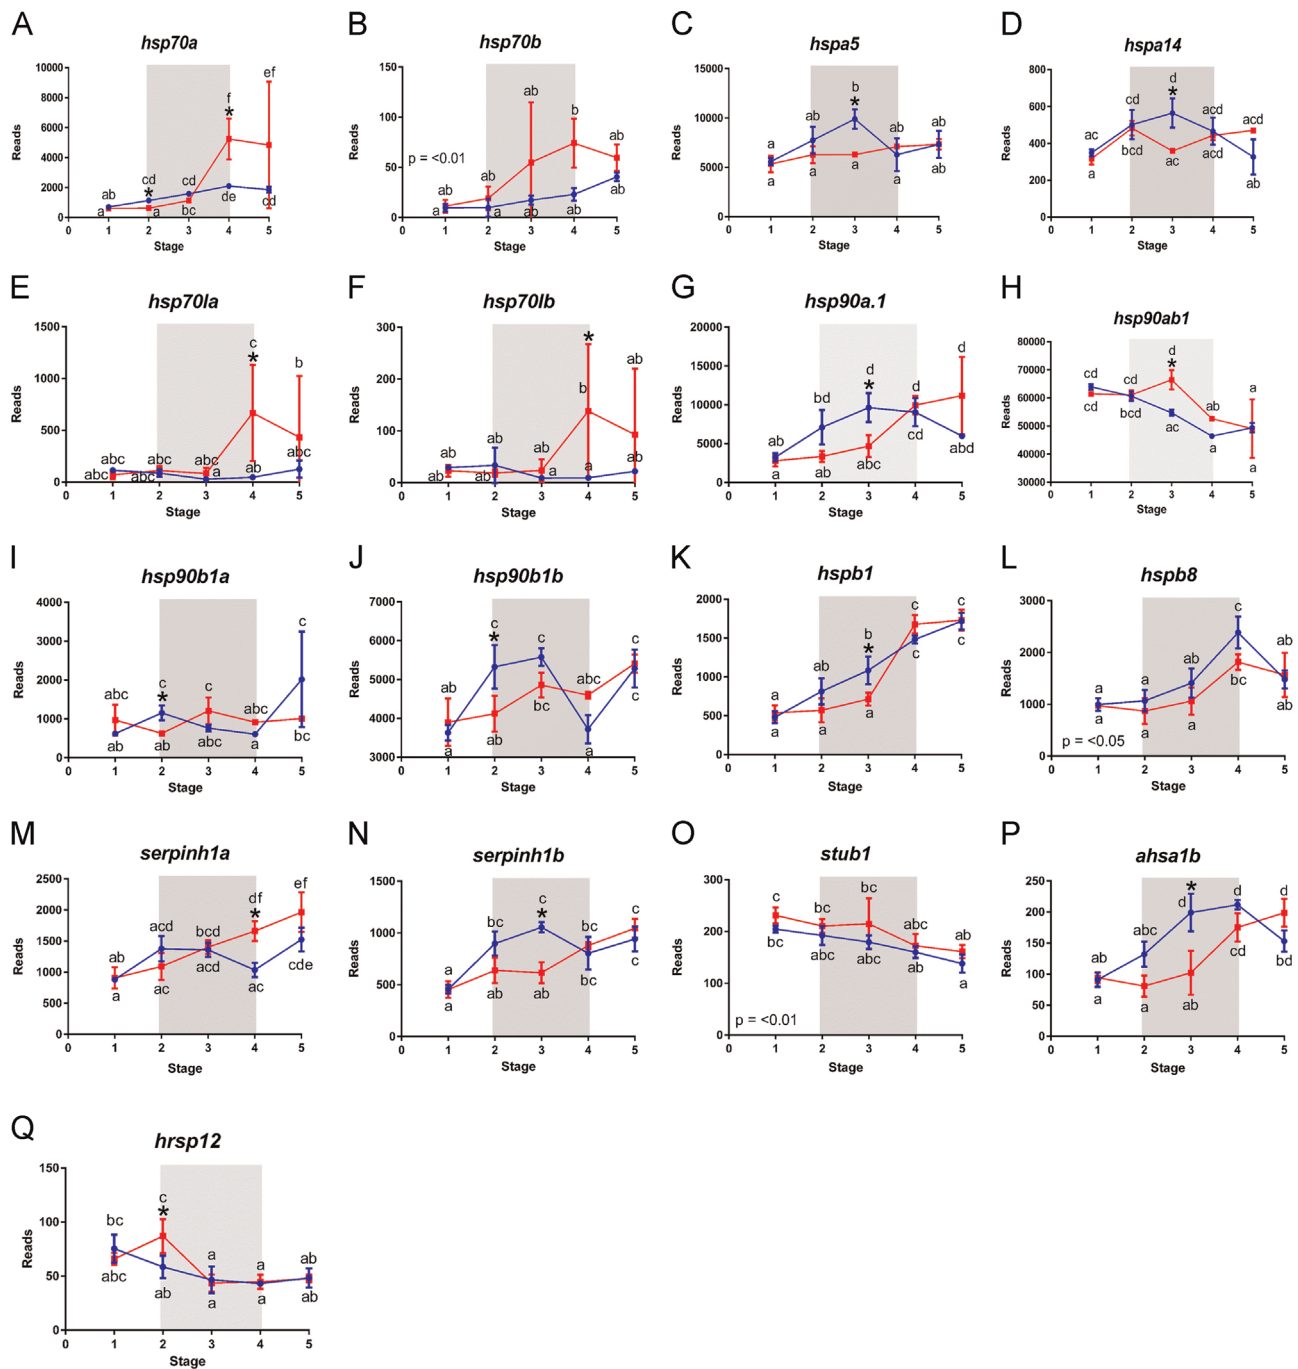 A
hsp70a
Reads
10000
8000
6000
4000
2000
0
ab
a
cd
*
a
cd
bc
f
*
de
ef
cd
0 1 2 3 4 5
Stage
B
hsp70b
Reads
150
100
50
0
p = <0.01
ab
a
ab
ab
ab
b
ab
ab
ab
0 1 2 3 4 5
Stage
C
hspa5
Reads
15000
10000
5000
0
a
a
ab
a
b
*
a
ab
a
ab
ab
0 1 2 3 4 5
Stage
D
hspa14
Reads
800
600
400
200
0
ac
a
cd
bcd
d
*
ac
acd
acd
acd
ab
0 1 2 3 4 5
Stage
E
hsp70la
Reads
1500
1000
500
0
abc
abc
abc
abc
abc
a
c
*
ab
b
abc
0 1 2 3 4 5
Stage
F
hsp70lb
Reads
300
200
100
0
ab
ab
ab
ab
ab
a
*
b
a
ab
ab
0 1 2 3 4 5
Stage
G
hsp90a.1
Reads
20000
15000
10000
5000
0
ab
a
bd
ab
d
*
abc
d
cd
d
abd
0 1 2 3 4 5
Stage
H
hsp90ab1
Reads
80000
70000
60000
50000
40000
30000
cd
cd
cd
bcd
d
*
ac
ab
a
a
a
0 1 2 3 4 5
Stage
I
hsp90b1a
Reads
4000
3000
2000
1000
0
abc
ab
c
*
ab
c
abc
abc
a
c
bc
0 1 2 3 4 5
Stage
J
hsp90b1b
Reads
7000
6000
5000
4000
3000
abc
a
c
*
ab
c
bc
abc
a
c
c
0 1 2 3 4 5
Stage
K
hspb1
Reads
2000
1500
1000
500
0
a
a
ab
a
b
*
a
c
c
c
c
0 1 2 3 4 5
Stage
L
hspb8
Reads
3000
2000
1000
0
p = <0.05
a
a
a
a
ab
a
c
bc
ab
ab
0 1 2 3 4 5
Stage
M
serpinh1a
Reads
2500
2000
1500
1000
500
0
ab
a
acd
ac
bcd
acd
df
*
ac
ef
cde
0 1 2 3 4 5
Stage
N
serpinh1b
Reads
1500
1000
500
0
a
a
bc
ab
c
*
ab
bc
bc
c
c
0 1 2 3 4 5
Stage
O
stub1
Reads
300
200
100
0
p = <0.01
c
bc
bc
abc
bc
abc
abc
ab
ab
a
0 1 2 3 4 5
Stage
P
ahsa1b
Reads
250
200
150
100
50
0
ab
a
abc
a
*
d
ab
d
cd
d
bd
0 1 2 3 4 5
Stage
Q
hrsp12
Reads
150
100
50
0
bc
abc
c
*
ab
a
a
a
a
ab
ab
0 1 2 3 4 5
Stage